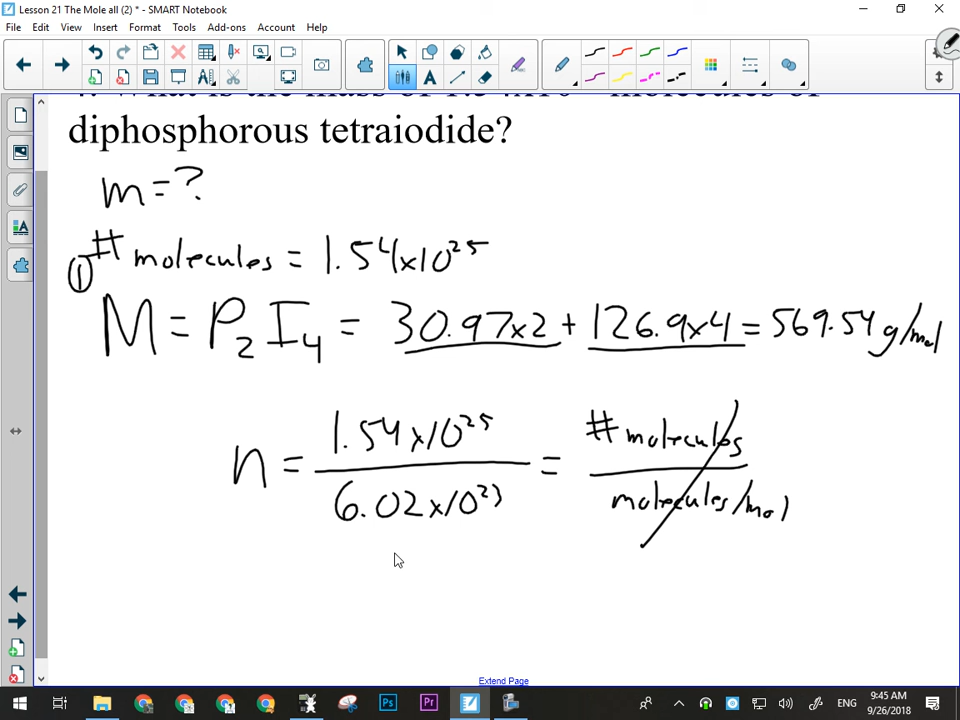 Lesson 21 The Mole all (2) * - SMART Notebook
File Edit View Insert Format Tools Add-ons Account Help
diphosphorous tetraiodide?
m = ?
# molecules = 1.54x10²⁵
①
M = P₂I₄ = 30.97x2 + 126.9x4 = 569.54 g/mol
n = 1.54x10²⁵ / 6.02x10²³ = # molecules / molecules/mol
Extend Page
ENG
9:45 AM
9/26/2018